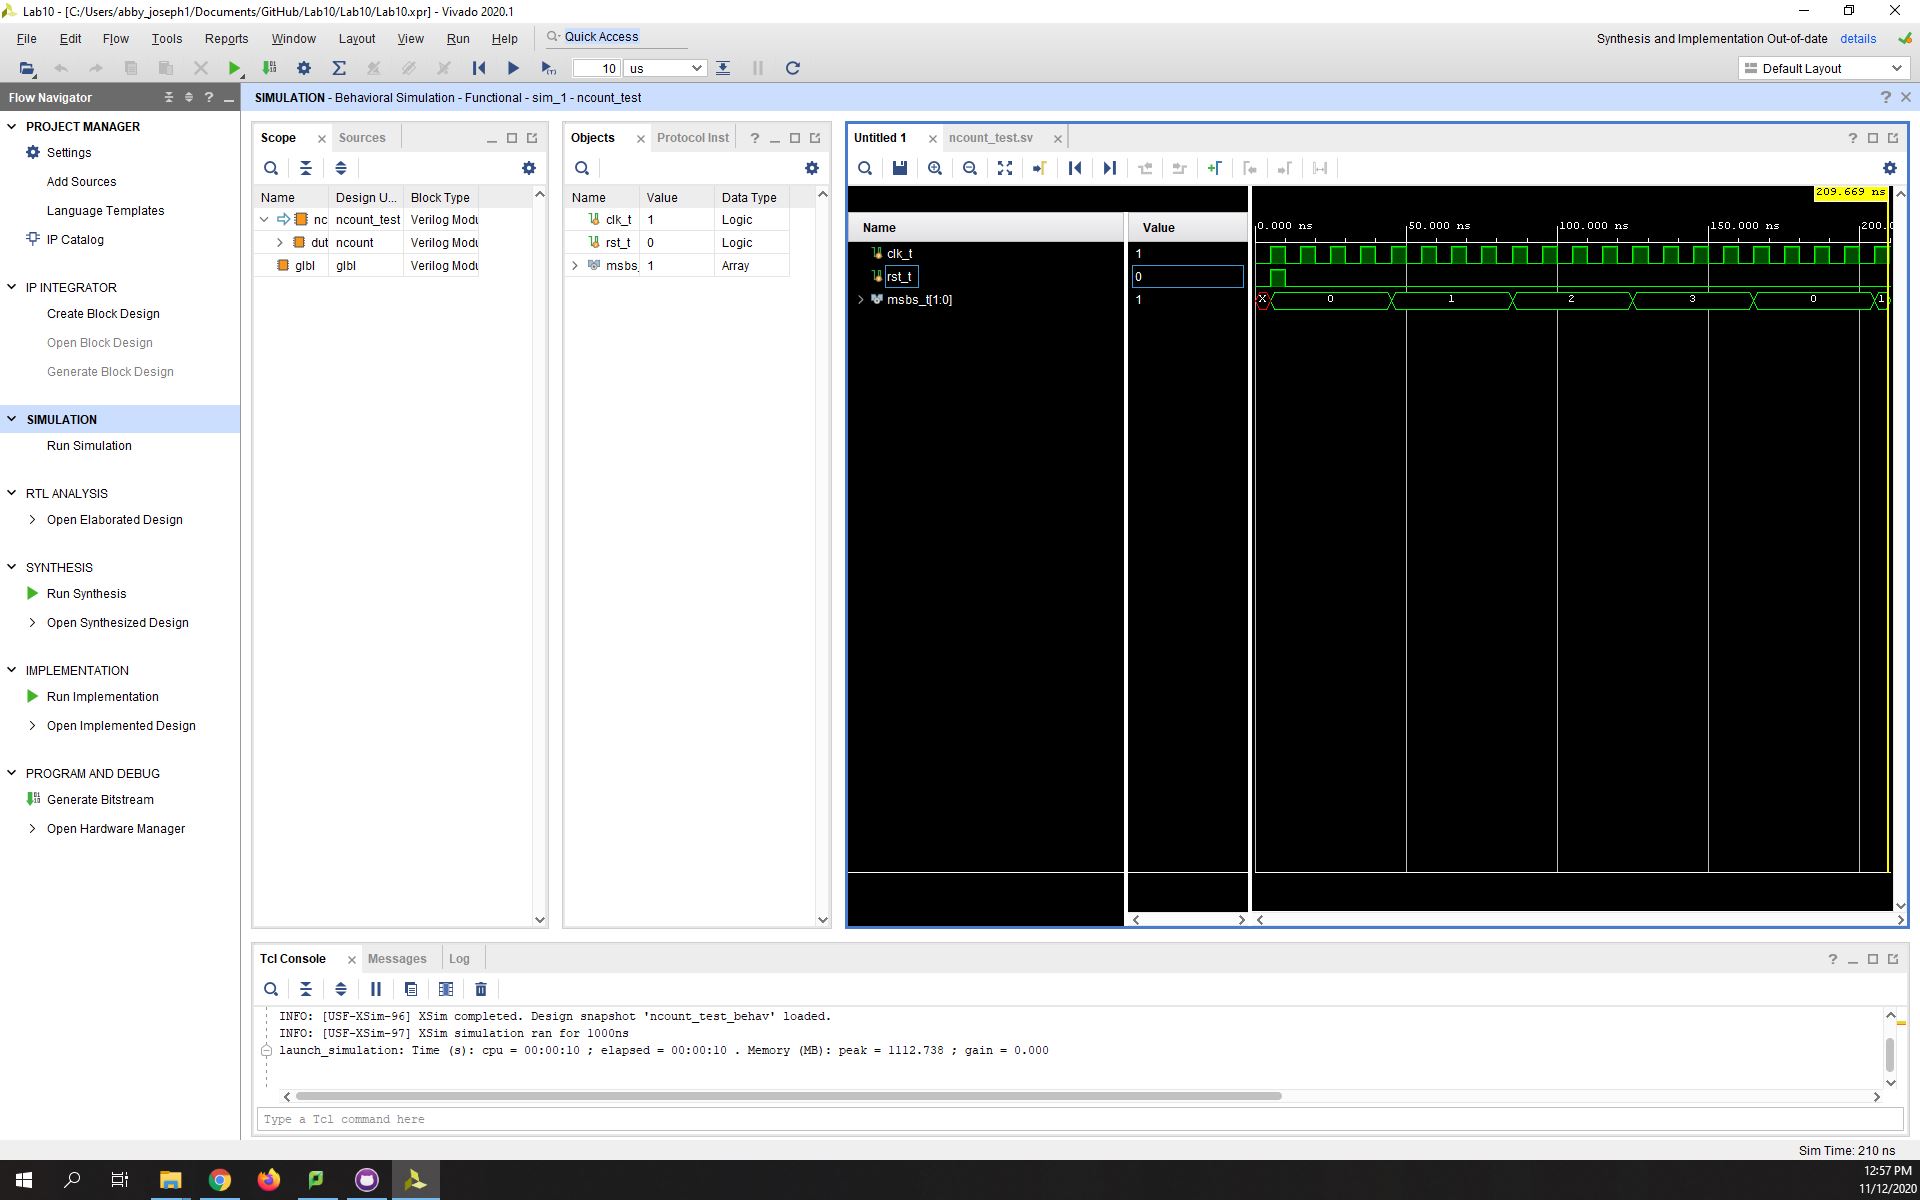 Lab10 - [C:/Users/abby_joseph1/Documents/GitHub/Lab10/Lab10/Lab10.xpr] - Vivado 2020.1
File Edit Flow Tools Reports Window Layout View Run Help Quick Access
Synthesis and Implementation Out-of-date details
10 us
Default Layout
Flow Navigator
SIMULATION - Behavioral Simulation - Functional - sim_1 - ncount_test
PROJECT MANAGER
Settings
Add Sources
Language Templates
IP Catalog
IP INTEGRATOR
Create Block Design
Open Block Design
Generate Block Design
SIMULATION
Run Simulation
RTL ANALYSIS
Open Elaborated Design
SYNTHESIS
Run Synthesis
Open Synthesized Design
IMPLEMENTATION
Run Implementation
Open Implemented Design
PROGRAM AND DEBUG
Generate Bitstream
Open Hardware Manager
Scope Sources
Name Design U... Block Type
nc ncount_test Verilog Modu
dut ncount Verilog Modu
glbl glbl Verilog Modu
Objects Protocol Inst
Name Value Data Type
clk_t 1 Logic
rst_t 0 Logic
msbs_ 1 Array
Untitled 1 ncount_test.sv
209.669 ns
Name Value
0.000 ns 50.000 ns 100.000 ns 150.000 ns 200.0
clk_t 1
rst_t 0
msbs_t[1:0] 1 X 0 1 2 3 0 1
Tcl Console Messages Log
INFO: [USF-XSim-96] XSim completed. Design snapshot 'ncount_test_behav' loaded.
INFO: [USF-XSim-97] XSim simulation ran for 1000ns
launch_simulation: Time (s): cpu = 00:00:10 ; elapsed = 00:00:10 . Memory (MB): peak = 1112.738 ; gain = 0.000
Type a Tcl command here
Sim Time: 210 ns
12:57 PM
11/12/2020